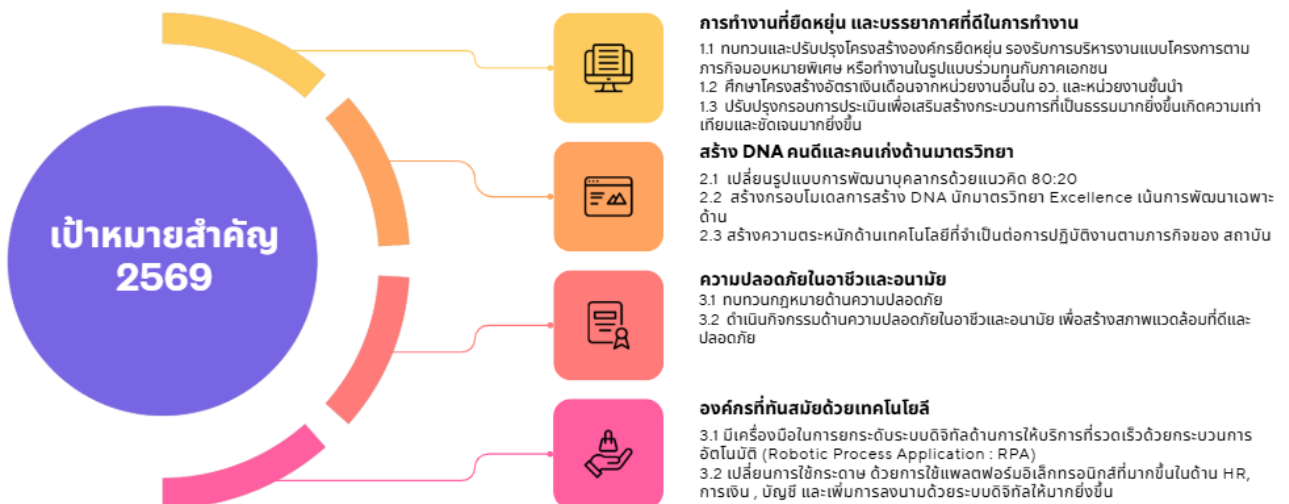 เป้าหมายสำคัญ
2569
การทำงานที่ยืดหยุ่น และบรรยากาศที่ดีในการทำงาน
1.1 ทบทวนและปรับปรุงโครงสร้างองค์กรยืดหยุ่น รองรับการบริหารงานแบบโครงการตาม
ภารกิจมอบหมายพิเศษ หรือทำงานในรูปแบบร่วมทุนกับภาคเอกชน
1.2 ศึกษาโครงสร้างอัตราเงินเดือนจากหน่วยงานอื่นใน อว. และหน่วยงานชั้นนำ
1.3 ปรับปรุงกรอบการประเมินเพื่อเสริมสร้างกระบวนการที่เป็นธรรมมากยิ่งขึ้นเกิดความเท่า
เทียมและชัดเจนมากยิ่งขึ้น
สร้าง DNA คนดีและคนเก่งด้านมาตรวิทยา
2.1 เปลี่ยนรูปแบบการพัฒนาบุคลากรด้วยแนวคิด 80:20
2.2 สร้างกรอบโมเดลการสร้าง DNA นักมาตรวิทยา Excellence เน้นการพัฒนาเฉพาะ
ด้าน
2.3 สร้างความตระหนักด้านเทคโนโลยีที่จำเป็นต่อการปฏิบัติงานตามภารกิจของ สถาบัน
ความปลอดภัยในอาชีวและอนามัย
3.1 ทบทวนกฎหมายด้านความปลอดภัย
3.2 ดำเนินกิจกรรมด้านความปลอดภัยในอาชีวและอนามัย เพื่อสร้างสภาพแวดล้อมที่ดีและ
ปลอดภัย
องค์กรที่ทันสมัยด้วยเทคโนโยลี
3.1 มีเครื่องมือในการยกระดับระบบดิจิทัลด้านการให้บริการที่รวดเร็วด้วยกระบวนการ
อัตโนมัติ (Robotic Process Application : RPA)
3.2 เปลี่ยนการใช้กระดาษ ด้วยการใช้แพลตฟอร์มอิเล็กทรอนิกส์ที่มากขึ้นในด้าน HR,
การเงิน , บัญชี และเพิ่มการลงนามด้วยระบบดิจิทัลให้มากยิ่งขึ้น